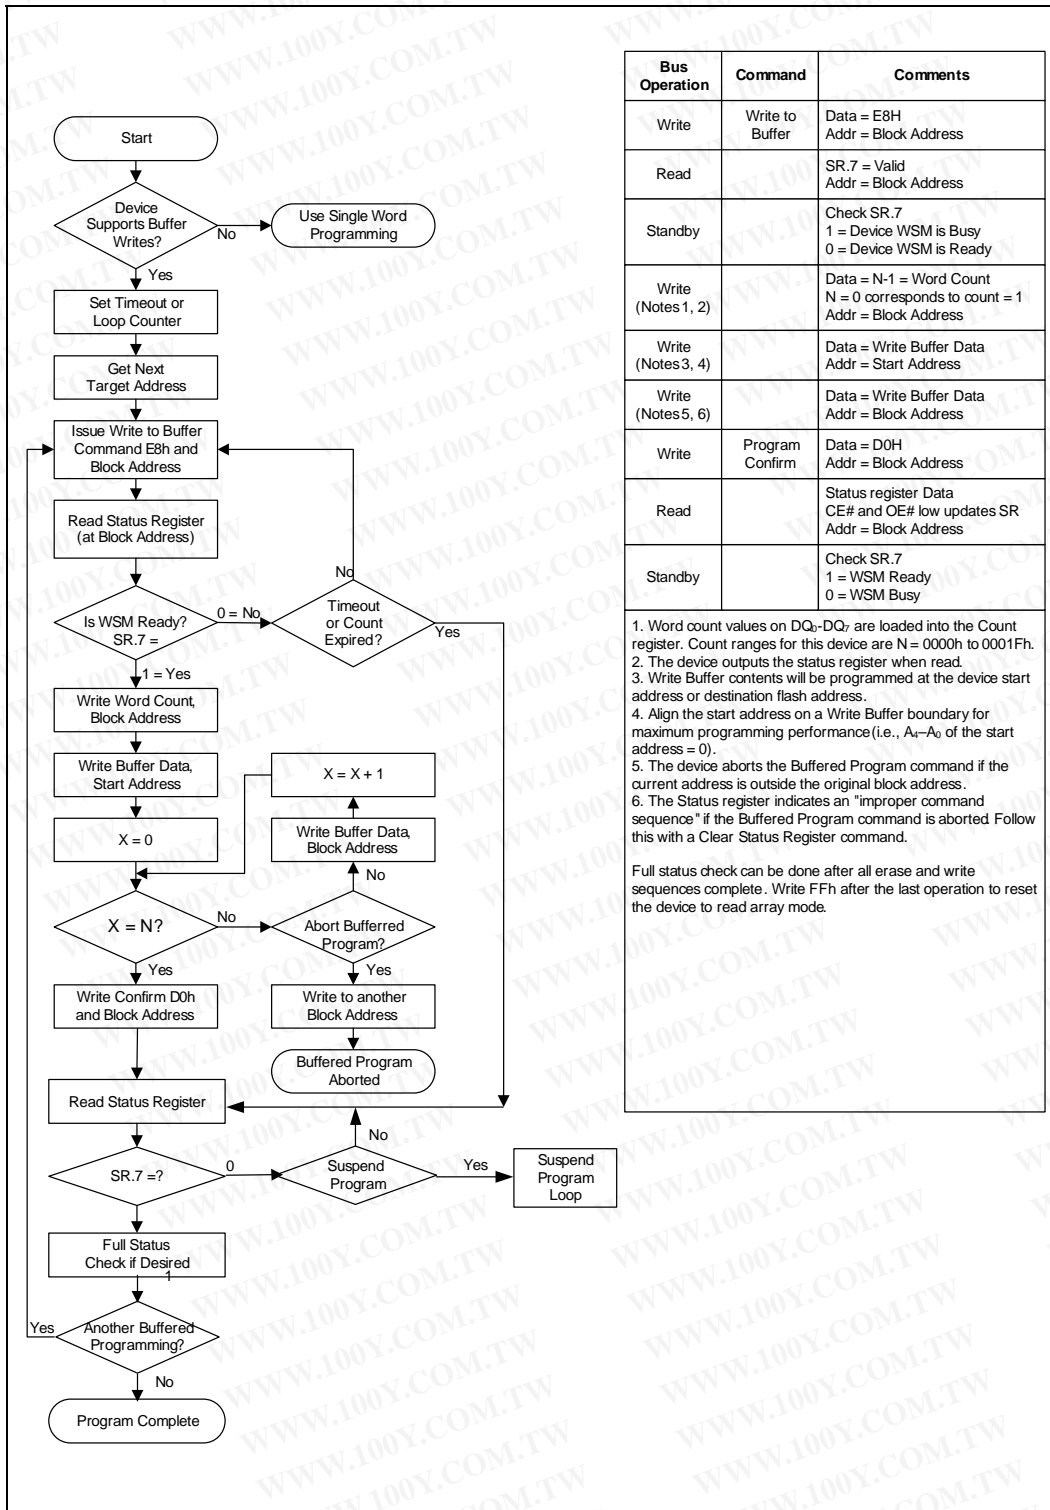 Start
Device
Supports Buffer
Writes?
No
Use Single Word
Programming
Yes
Set Timeout or
Loop Counter
Get Next
Target Address
Issue Write to Buffer
Command E8h and
Block Address
Read Status Register
(at Block Address)
Is WSM Ready?
SR.7 =
0 = No
No
Timeout
or Count
Expired?
Yes
1 = Yes
Write Word Count,
Block Address
Write Buffer Data,
Start Address
X = X + 1
X = 0
Write Buffer Data,
Block Address
No
X = N?
No
Abort Bufferred
Program?
Yes
Yes
Write Confirm D0h
and Block Address
Write to another
Block Address
Buffered Program
Aborted
Read Status Register
No
SR.7 =?
0
Suspend
Program
Yes
Suspend
Program
Loop
Full Status
Check if Desired
1
Another Buffered
Programming?
Yes
No
Program Complete
Bus
Operation
Command
Comments
Write
Write to
Buffer
Data = E8H
Addr = Block Address
Read
SR.7 = Valid
Addr = Block Address
Standby
Check SR.7
1 = Device WSM is Busy
0 = Device WSM is Ready
Write
(Notes 1, 2)
Data = N-1 = Word Count
N = 0 corresponds to count = 1
Addr = Block Address
Write
(Notes 3, 4)
Data = Write Buffer Data
Addr = Start Address
Write
(Notes 5, 6)
Data = Write Buffer Data
Addr = Block Address
Write
Program
Confirm
Data = D0H
Addr = Block Address
Read
Status register Data
CE# and OE# low updates SR
Addr = Block Address
Standby
Check SR.7
1 = WSM Ready
0 = WSM Busy
1. Word count values on DQ0-DQ7 are loaded into the Count
register. Count ranges for this device are N = 0000h to 0001Fh.
2. The device outputs the status register when read.
3. Write Buffer contents will be programmed at the device start
address or destination flash address.
4. Align the start address on a Write Buffer boundary for
maximum programming performance (i.e., A4–A0 of the start
address = 0).
5. The device aborts the Buffered Program command if the
current address is outside the original block address.
6. The Status register indicates an "improper command
sequence" if the Buffered Program command is aborted. Follow
this with a Clear Status Register command.
Full status check can be done after all erase and write
sequences complete. Write FFh after the last operation to reset
the device to read array mode.
WWW.100Y.COM.TW